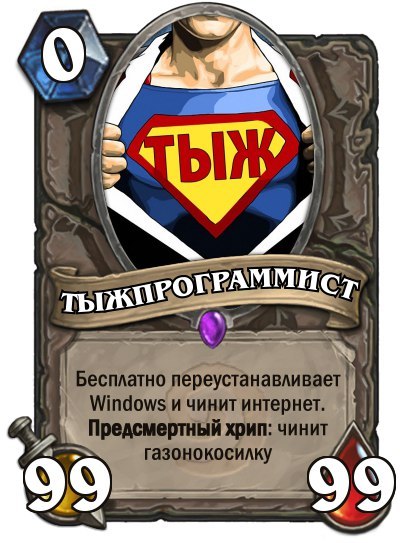 0
ТЫЖ
ТЫЖПРОГРАММИСТ
Бесплатно переустанавливает
Windows и чинит интернет.
Предсмертный хрип: чинит
газонокосилку
99
99